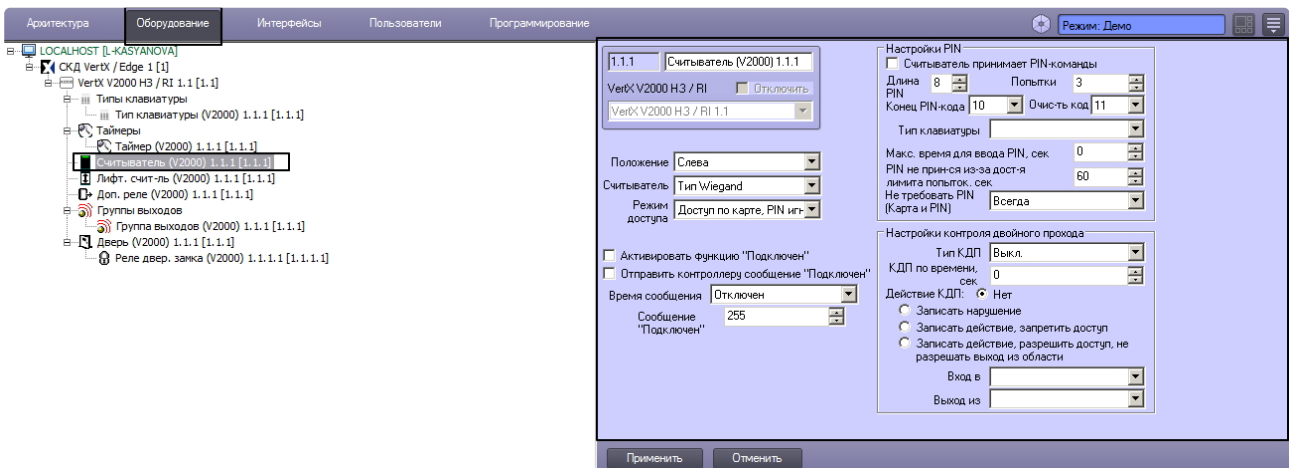 Архитектура Оборудование Интерфейсы Пользователи Программирование Режим: Демо
LOCALHOST [L-KASYANOVA]
СКД VertX / Edge 1 [1]
VertX V2000 H3 / RI 1.1 [1.1]
Типы клавиатуры
Тип клавиатуры (V2000) 1.1.1 [1.1.1]
Таймеры
Таймер (V2000) 1.1.1 [1.1.1]
Считыватель (V2000) 1.1.1 [1.1.1]
Лифт. счит-ль (V2000) 1.1.1 [1.1.1]
Доп. реле (V2000) 1.1.1 [1.1.1]
Группы выходов
Группа выходов (V2000) 1.1.1 [1.1.1]
Дверь (V2000) 1.1.1 [1.1.1]
Реле двер. замка (V2000) 1.1.1.1 [1.1.1.1]
1.1.1 Считыватель (V2000) 1.1.1
VertX V2000 H3 / RI Отключить
VertX V2000 H3 / RI 1.1
Положение Слева
Считыватель Тип Wiegand
Режим
доступа Доступ по карте, PIN игн
Активировать функцию "Подключен"
Отправить контроллеру сообщение "Подключен"
Время сообщения Отключен
Сообщение 255
"Подключен"
Настройки PIN
Считыватель принимает PIN-команды
Длина 8 Попытки 3
PIN
Конец PIN-кода 10 Очис-ть код 11
Тип клавиатуры
Макс. время для ввода PIN, сек 0
PIN не прин-ся из-за дост-я
лимита попыток. сек 60
Не требовать PIN
(Карта и PIN) Всегда
Настройки контроля двойного прохода
Тип КДП Выкл.
КДП по времени,
сек 0
Действие КДП: Нет
Записать нарушение
Записать действие, запретить доступ
Записать действие, разрешить доступ, не
разрешать выход из области
Вход в
Выход из
Применить Отменить